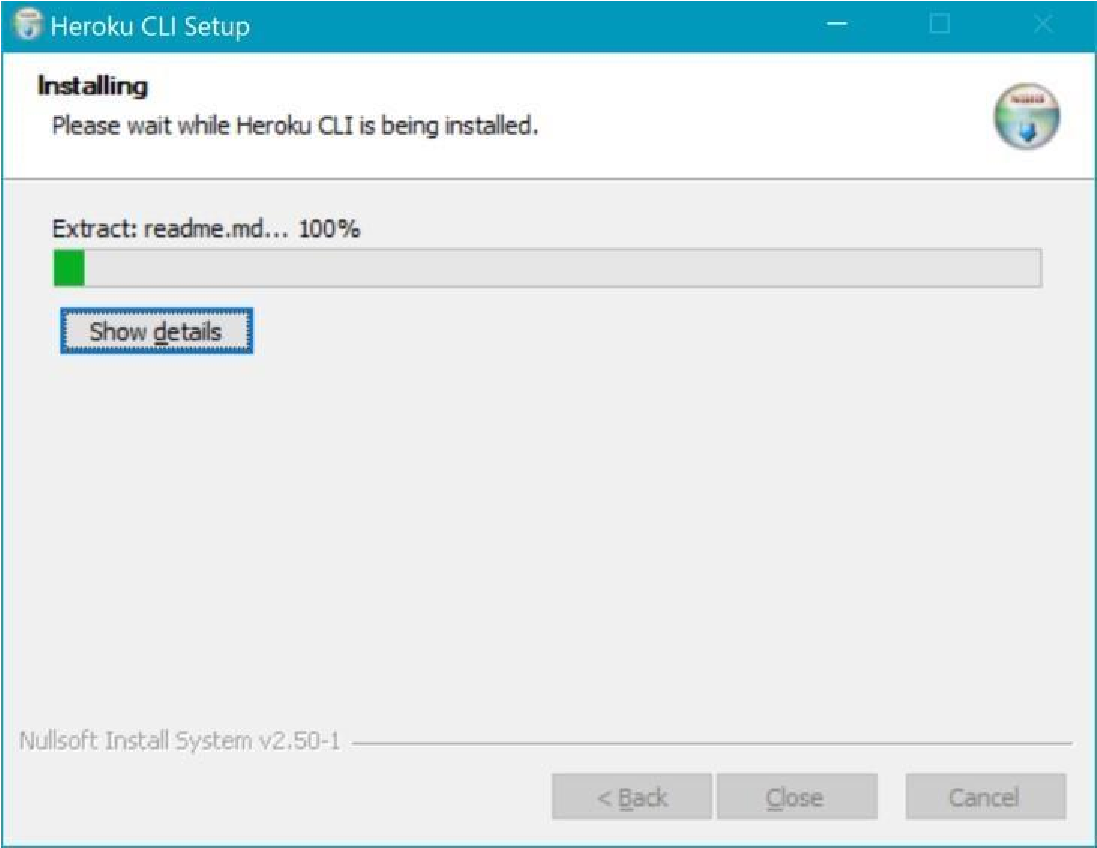 Heroku CLI Setup
Installing
Please wait while Heroku CLI is being installed.
Extract: readme.md... 100%
Show details
Nullsoft Install System v2.50-1
< Back Close Cancel